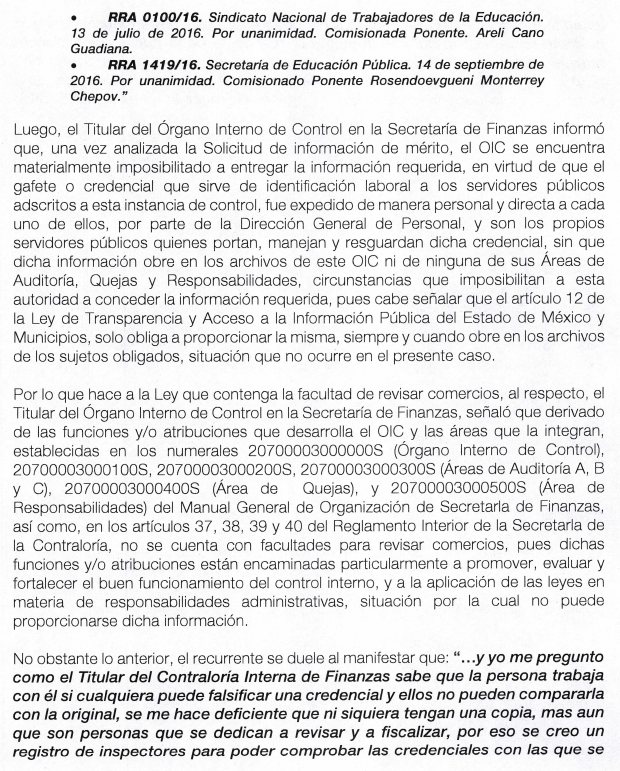 • RRA 0100/16. Sindicato Nacional de Trabajadores de la Educación.
13 de julio de 2016. Por unanimidad. Comisionada Ponente. Areli Cano
Guadiana.
• RRA 1419/16. Secretaría de Educación Pública. 14 de septiembre de
2016. Por unanimidad. Comisionado Ponente Rosendoevgueni Monterrey
Chepov.”
Luego, el Titular del Órgano Interno de Control en la Secretaría de Finanzas informó
que, una vez analizada la Solicitud de información de mérito, el OIC se encuentra
materialmente imposibilitado a entregar la información requerida, en virtud de que el
gafete o credencial que sirve de identificación laboral a los servidores públicos
adscritos a esta instancia de control, fue expedido de manera personal y directa a cada
uno de ellos, por parte de la Dirección General de Personal, y son los propios
servidores públicos quienes portan, manejan y resguardan dicha credencial, sin que
dicha información obre en los archivos de este OIC ni de ninguna de sus Áreas de
Auditoría, Quejas y Responsabilidades, circunstancias que imposibilitan a esta
autoridad a conceder la información requerida, pues cabe señalar que el artículo 12 de
la Ley de Transparencia y Acceso a la Información Pública del Estado de México y
Municipios, solo obliga a proporcionar la misma, siempre y cuando obre en los archivos
de los sujetos obligados, situación que no ocurre en el presente caso.
Por lo que hace a la Ley que contenga la facultad de revisar comercios, al respecto, el
Titular del Órgano Interno de Control en la Secretaría de Finanzas, señaló que derivado
de las funciones y/o atribuciones que desarrolla el OIC y las áreas que la integran,
establecidas en los numerales 20700003000000S (Órgano Interno de Control),
20700003000100S, 20700003000200S, 20700003000300S (Áreas de Auditoría A, B
y C), 20700003000400S (Área de Quejas), y 20700003000500S (Área de
Responsabilidades) del Manual General de Organización de Secretarla de Finanzas,
así como, en los artículos 37, 38, 39 y 40 del Reglamento Interior de la Secretarla de
la Contraloría, no se cuenta con facultades para revisar comercios, pues dichas
funciones y/o atribuciones están encaminadas particularmente a promover, evaluar y
fortalecer el buen funcionamiento del control interno, y a la aplicación de las leyes en
materia de responsabilidades administrativas, situación por la cual no puede
proporcionarse dicha información.
No obstante lo anterior, el recurrente se duele al manifestar que: “...y yo me pregunto
como el Titular del Contraloría Interna de Finanzas sabe que la persona trabaja
con él si cualquiera puede falsificar una credencial y ellos no pueden compararla
con la original, se me hace deficiente que ni siquiera tengan una copia, mas aun
que son personas que se dedican a revisar y a fiscalizar, por eso se creo un
registro de inspectores para poder comprobar las credenciales con las que se